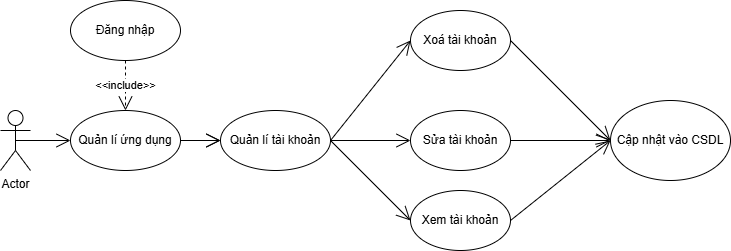 Đăng nhập
<<include>>
Actor
Quản lí ứng dụng
Quản lí tài khoản
Xoá tài khoản
Sửa tài khoản
Xem tài khoản
Cập nhật vào CSDL